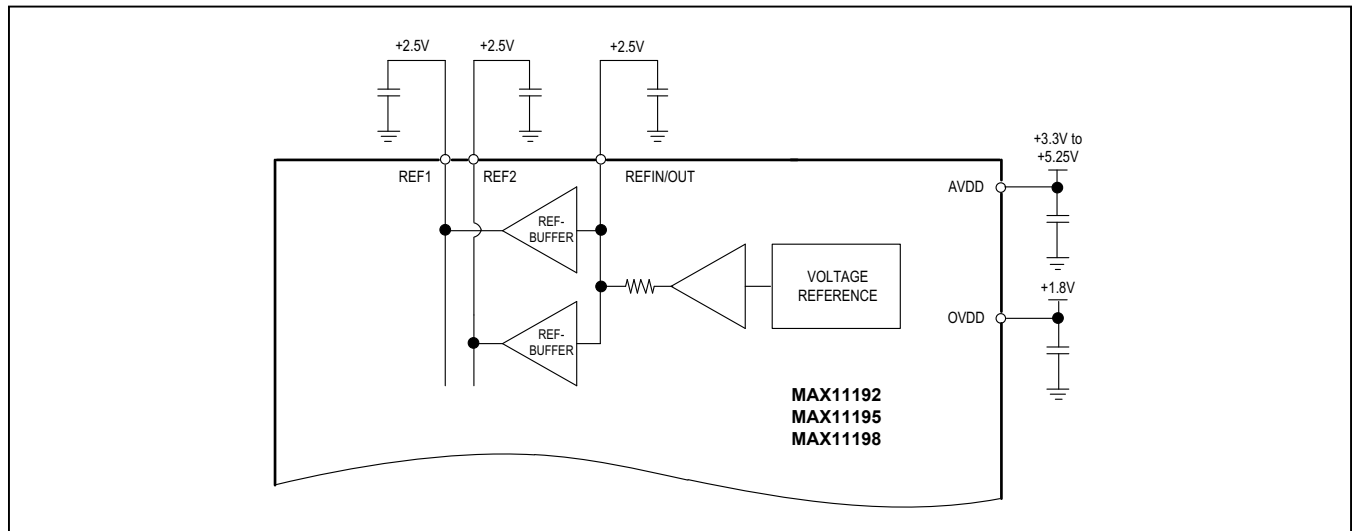 +2.5V
+2.5V
+2.5V
+3.3V to
+5.25V
REF1
REF2
REFIN/OUT
AVDD
REF-
BUFFER
VOLTAGE
REFERENCE
+1.8V
OVDD
REF-
BUFFER
MAX11192
MAX11195
MAX11198